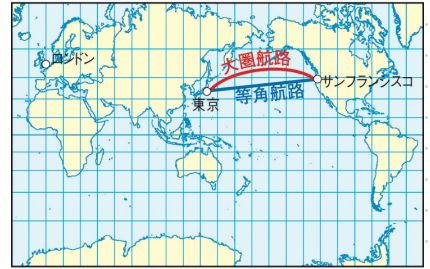 大圏航路
ロンドン
サンフランシスコ
等角航路
東京